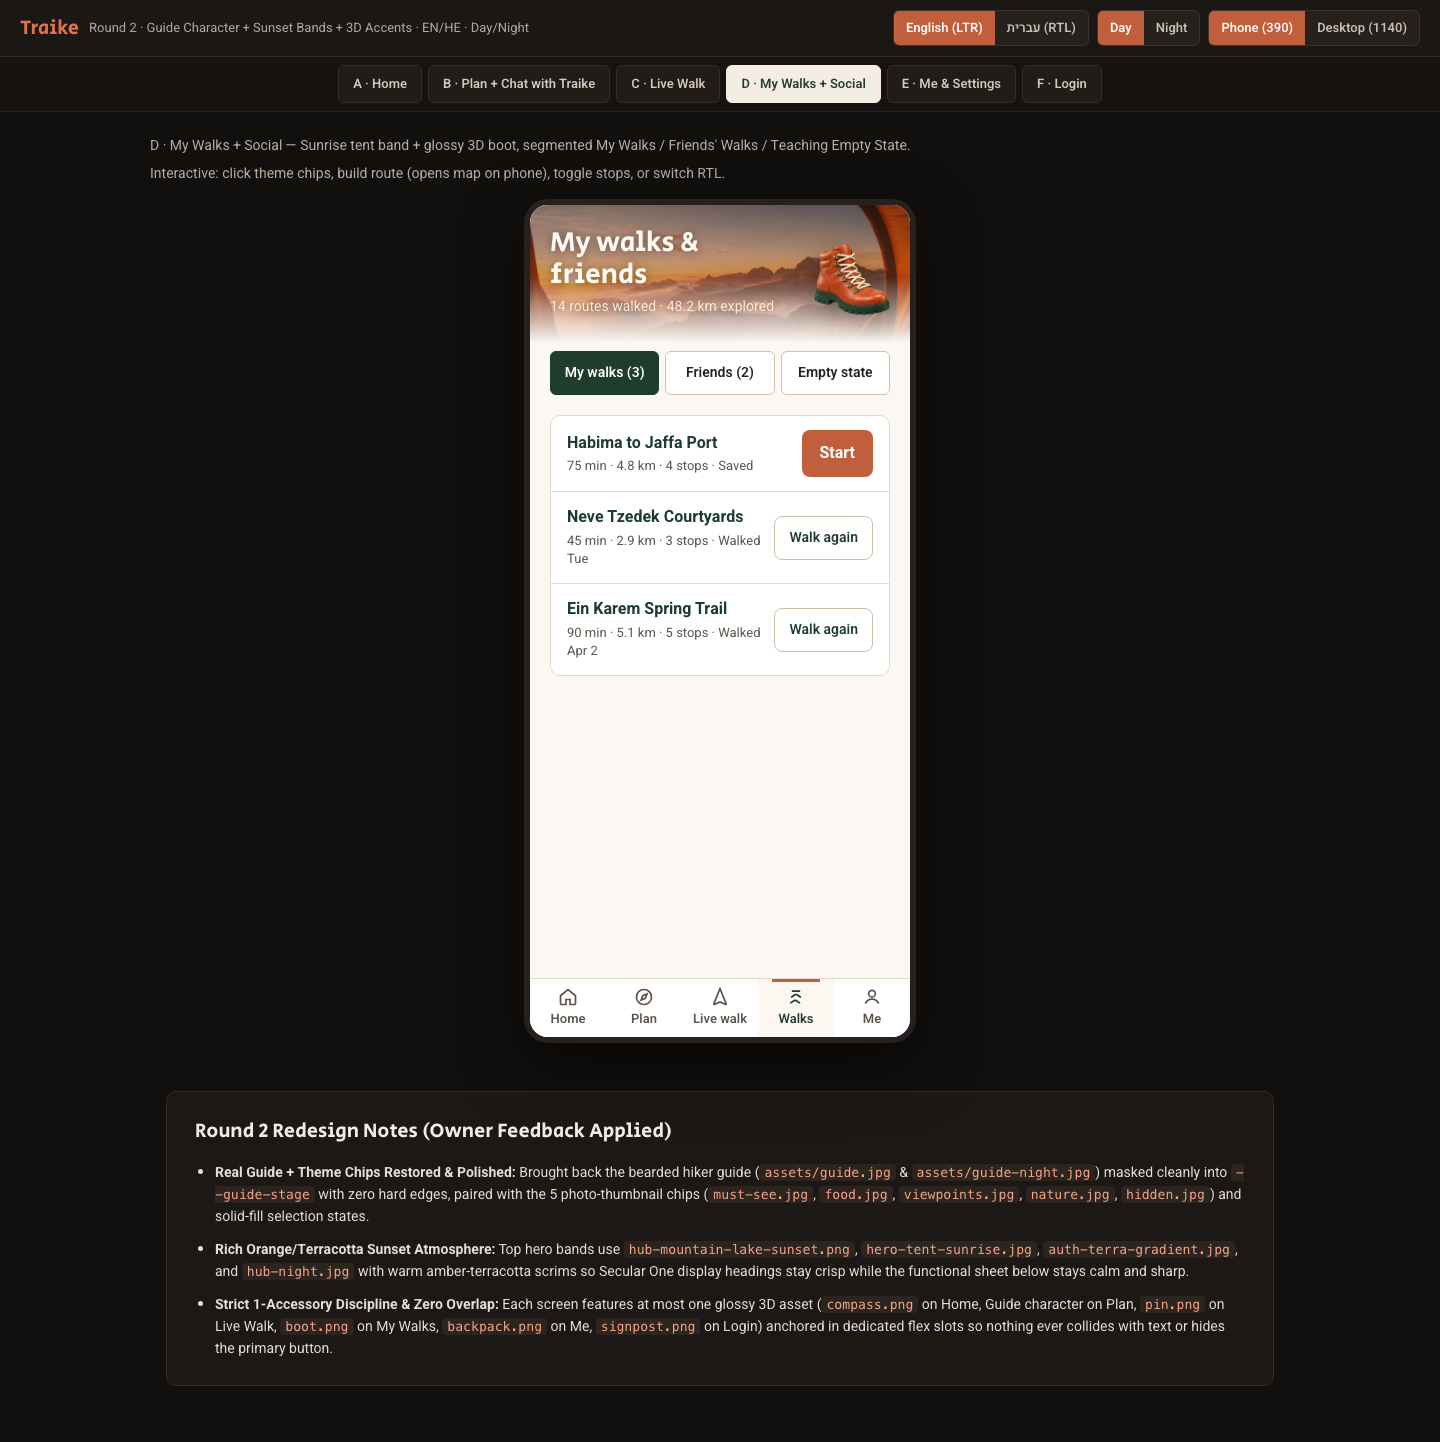 Traike Round 2 · Guide Character + Sunset Bands + 3D Accents · EN/HE · Day/Night English (LTR) עברית (RTL) Day Night Phone (390) Desktop (1140)
A · Home B · Plan + Chat with Traike C · Live Walk D · My Walks + Social E · Me & Settings F · Login
D · My Walks + Social — Sunrise tent band + glossy 3D boot, segmented My Walks / Friends' Walks / Teaching Empty State.
Interactive: click theme chips, build route (opens map on phone), toggle stops, or switch RTL.
My walks &
friends
14 routes walked · 48.2 km explored
My walks (3) Friends (2) Empty state
Habima to Jaffa Port
75 min · 4.8 km · 4 stops · Saved
Start
Neve Tzedek Courtyards
45 min · 2.9 km · 3 stops · Walked
Tue
Walk again
Ein Karem Spring Trail
90 min · 5.1 km · 5 stops · Walked
Apr 2
Walk again
Home Plan Live walk Walks Me
Round 2 Redesign Notes (Owner Feedback Applied)
• Real Guide + Theme Chips Restored & Polished: Brought back the bearded hiker guide ( assets/guide.jpg & assets/guide-night.jpg ) masked cleanly into -
-guide-stage with zero hard edges, paired with the 5 photo-thumbnail chips ( must-see.jpg , food.jpg , viewpoints.jpg , nature.jpg , hidden.jpg ) and
solid-fill selection states.
• Rich Orange/Terracotta Sunset Atmosphere: Top hero bands use hub-mountain-lake-sunset.png , hero-tent-sunrise.jpg , auth-terra-gradient.jpg ,
and hub-night.jpg with warm amber-terracotta scrims so Secular One display headings stay crisp while the functional sheet below stays calm and sharp.
• Strict 1-Accessory Discipline & Zero Overlap: Each screen features at most one glossy 3D asset ( compass.png on Home, Guide character on Plan, pin.png on
Live Walk, boot.png on My Walks, backpack.png on Me, signpost.png on Login) anchored in dedicated flex slots so nothing ever collides with text or hides
the primary button.